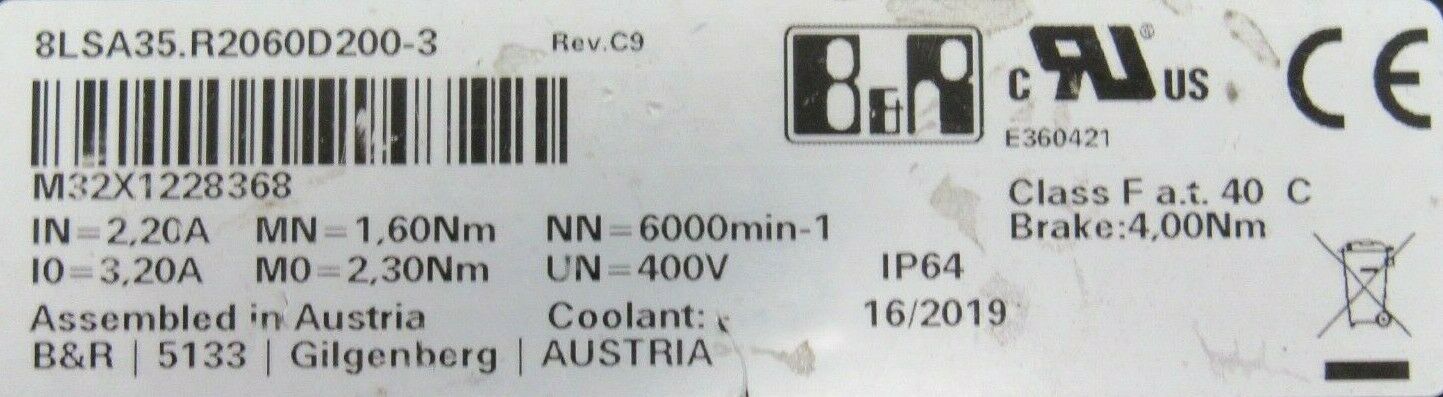 8LSA35.R2060D200-3 Rev.C9
B&R
c RU US
E360421
CE
M32X1228368
IN=2,20A MN=1,60Nm NN=6000min-1
I0=3,20A M0=2,30Nm UN=400V IP64
Class F a.t. 40 C
Brake:4,00Nm
Assembled in Austria Coolant: 16/2019
B&R | 5133 | Gilgenberg | AUSTRIA